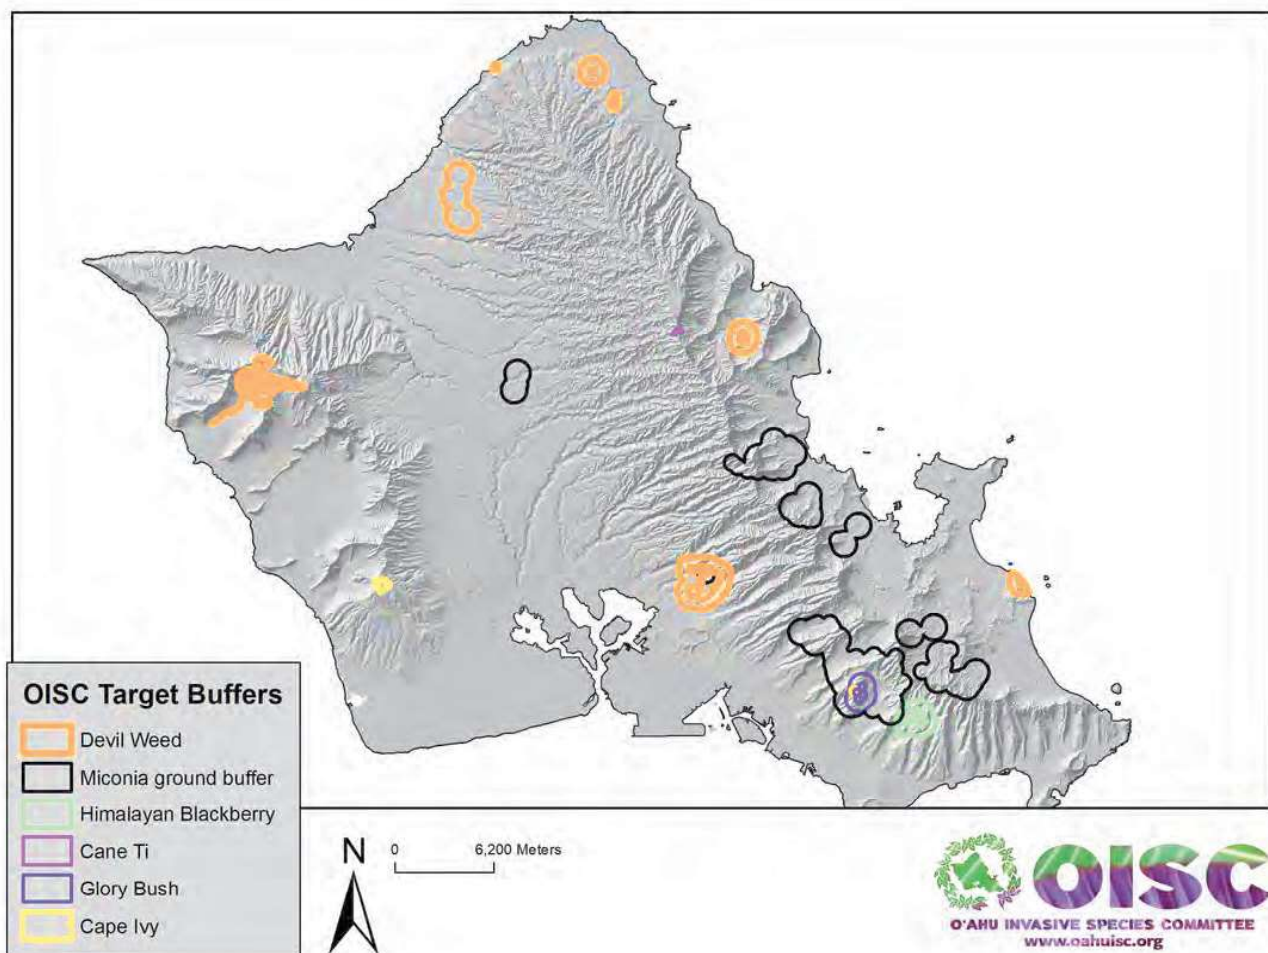 OISC Target Buffers
Devil Weed
Miconia ground buffer
Himalayan Blackberry
Cane Ti
Glory Bush
Cape Ivy
N
0 6,200 Meters
OISC
O'AHU INVASIVE SPECIES COMMITTEE
www.oahuisc.org